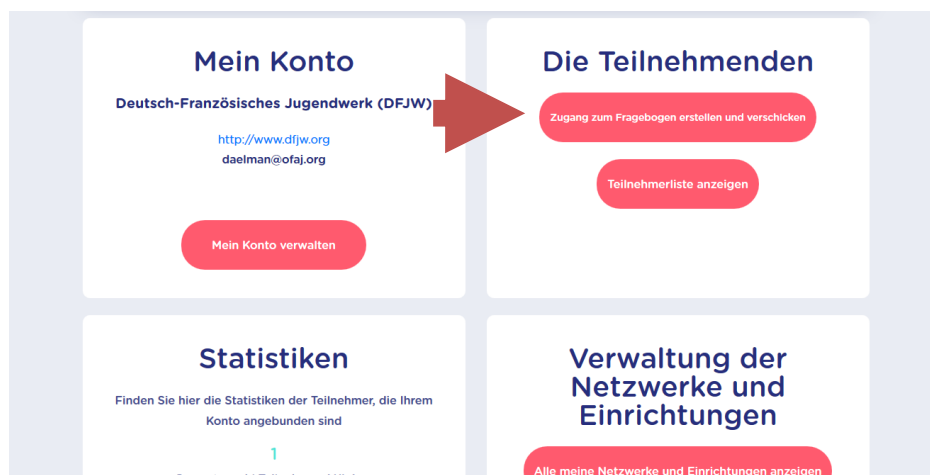 Mein Konto
Deutsch-Französisches Jugendwerk (DFJW)
http://www.dfjw.org
daelman@ofaj.org
Mein Konto verwalten
Die Teilnehmenden
Zugang zum Fragebogen erstellen und verschicken
Teilnehmerliste anzeigen
Statistiken
Finden Sie hier die Statistiken der Teilnehmer, die Ihrem
Konto angebunden sind
1
Verwaltung der
Netzwerke und
Einrichtungen
Alle meine Netzwerke und Einrichtungen anzeigen